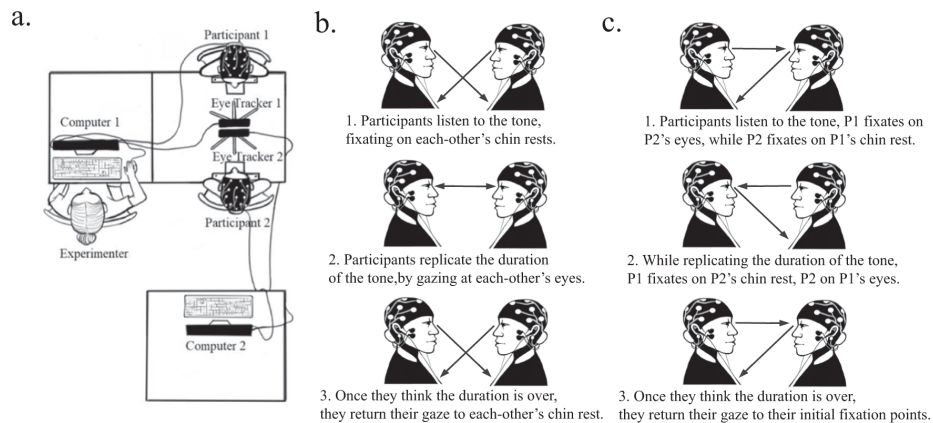 a.
Participant 1
Eye Tracker 1
Computer 1
Eye Tracker 2
Participant 2
Experimenter
Computer 2
b.
1. Participants listen to the tone,
fixating on each-other's chin rests.
2. Participants replicate the duration
of the tone,by gazing at each-other's eyes.
3. Once they think the duration is over,
they return their gaze to each-other's chin rest.
c.
1. Participants listen to the tone, P1 fixates on
P2's eyes, while P2 fixates on P1's chin rest.
2. While replicating the duration of the tone,
P1 fixates on P2's chin rest, P2 on P1's eyes.
3. Once they think the duration is over,
they return their gaze to their initial fixation points.